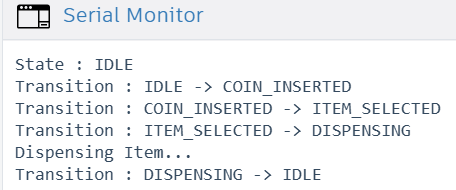 Serial Monitor
State : IDLE
Transition : IDLE -> COIN_INSERTED
Transition : COIN_INSERTED -> ITEM_SELECTED
Transition : ITEM_SELECTED -> DISPENSING
Dispensing Item...
Transition : DISPENSING -> IDLE